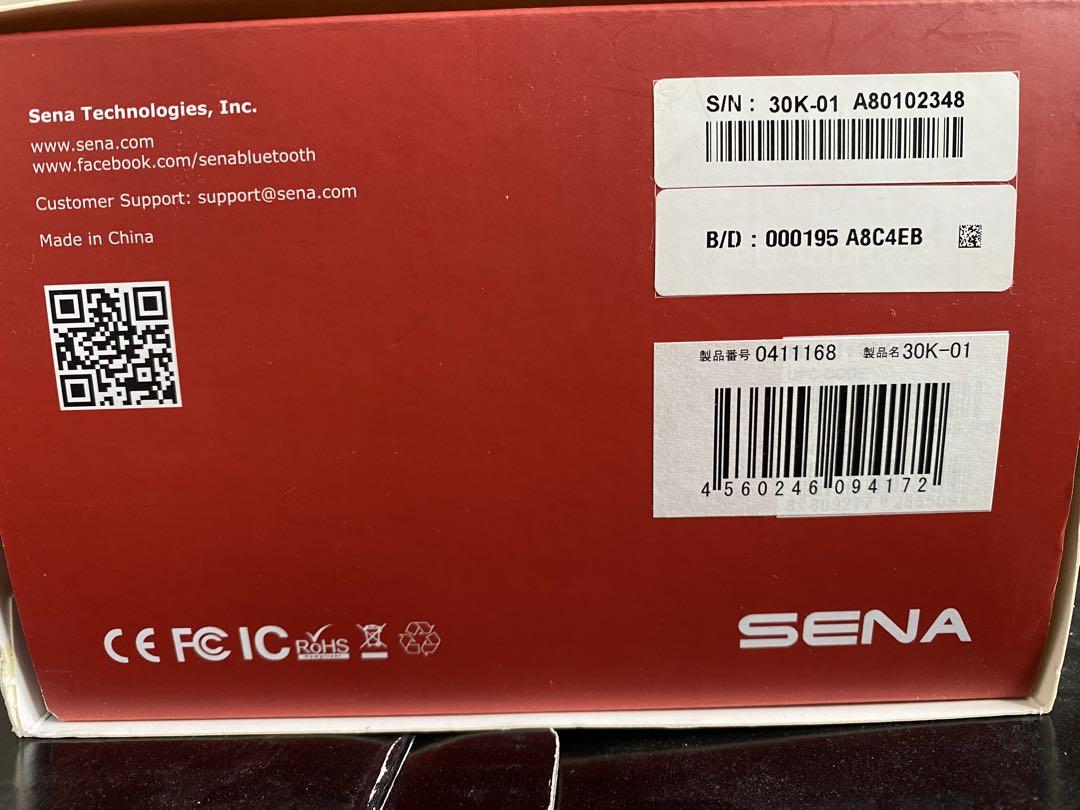 Sena Technologies, Inc.
www.sena.com
www.facebook.com/senabluetooth
Customer Support: support@sena.com
Made in China
S/N : 30K-01 A80102348
B/D : 000195 A8C4EB
製品番号 0411168 製品名 30K-01
4 560246 094172
CE FC IC RoHS
Compliant
SENA